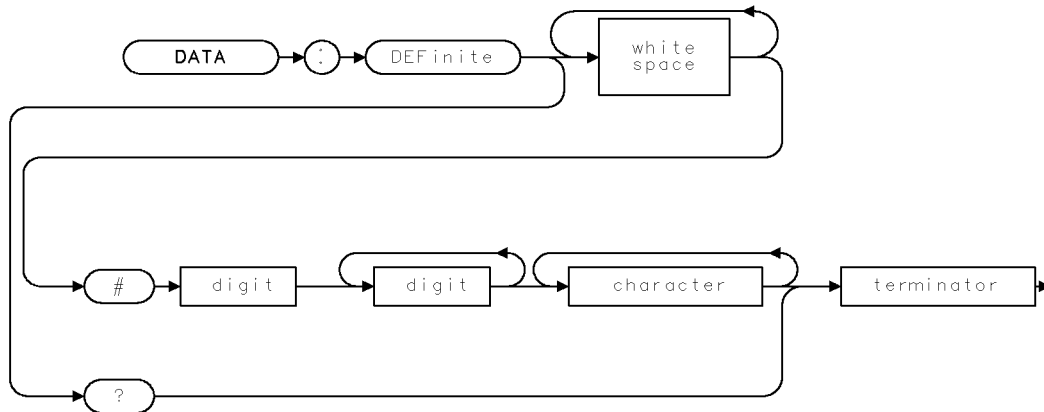 DATA : DEFinite white
space
# digit digit character terminator
?